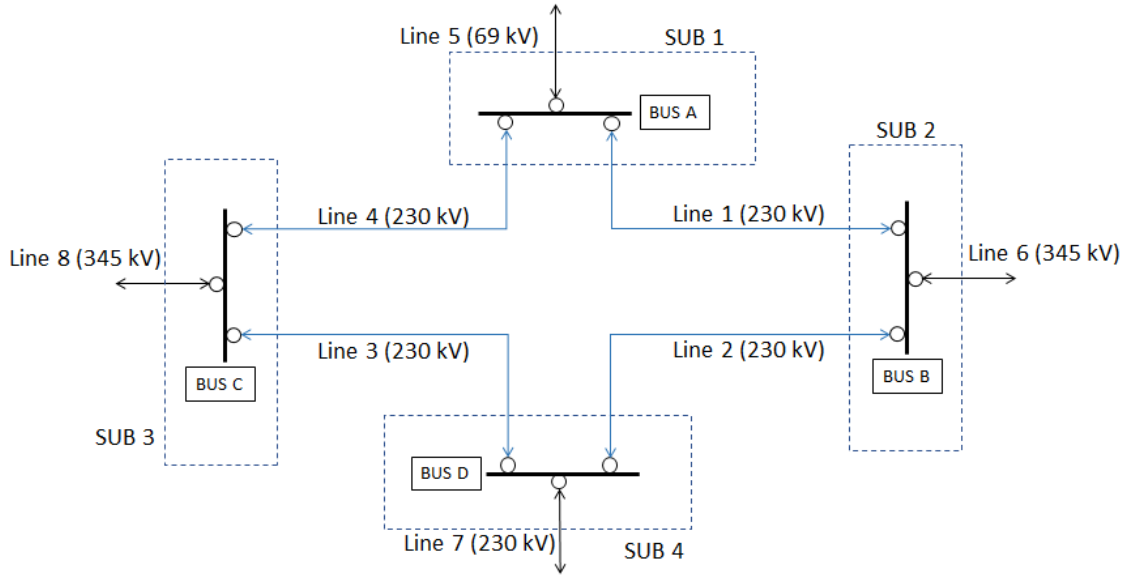 Line 5 (69 kV)
SUB 1
BUS A
SUB 2
Line 4 (230 kV)
Line 1 (230 kV)
Line 8 (345 kV)
Line 6 (345 kV)
Line 3 (230 kV)
Line 2 (230 kV)
BUS C
BUS B
SUB 3
BUS D
Line 7 (230 kV)
SUB 4